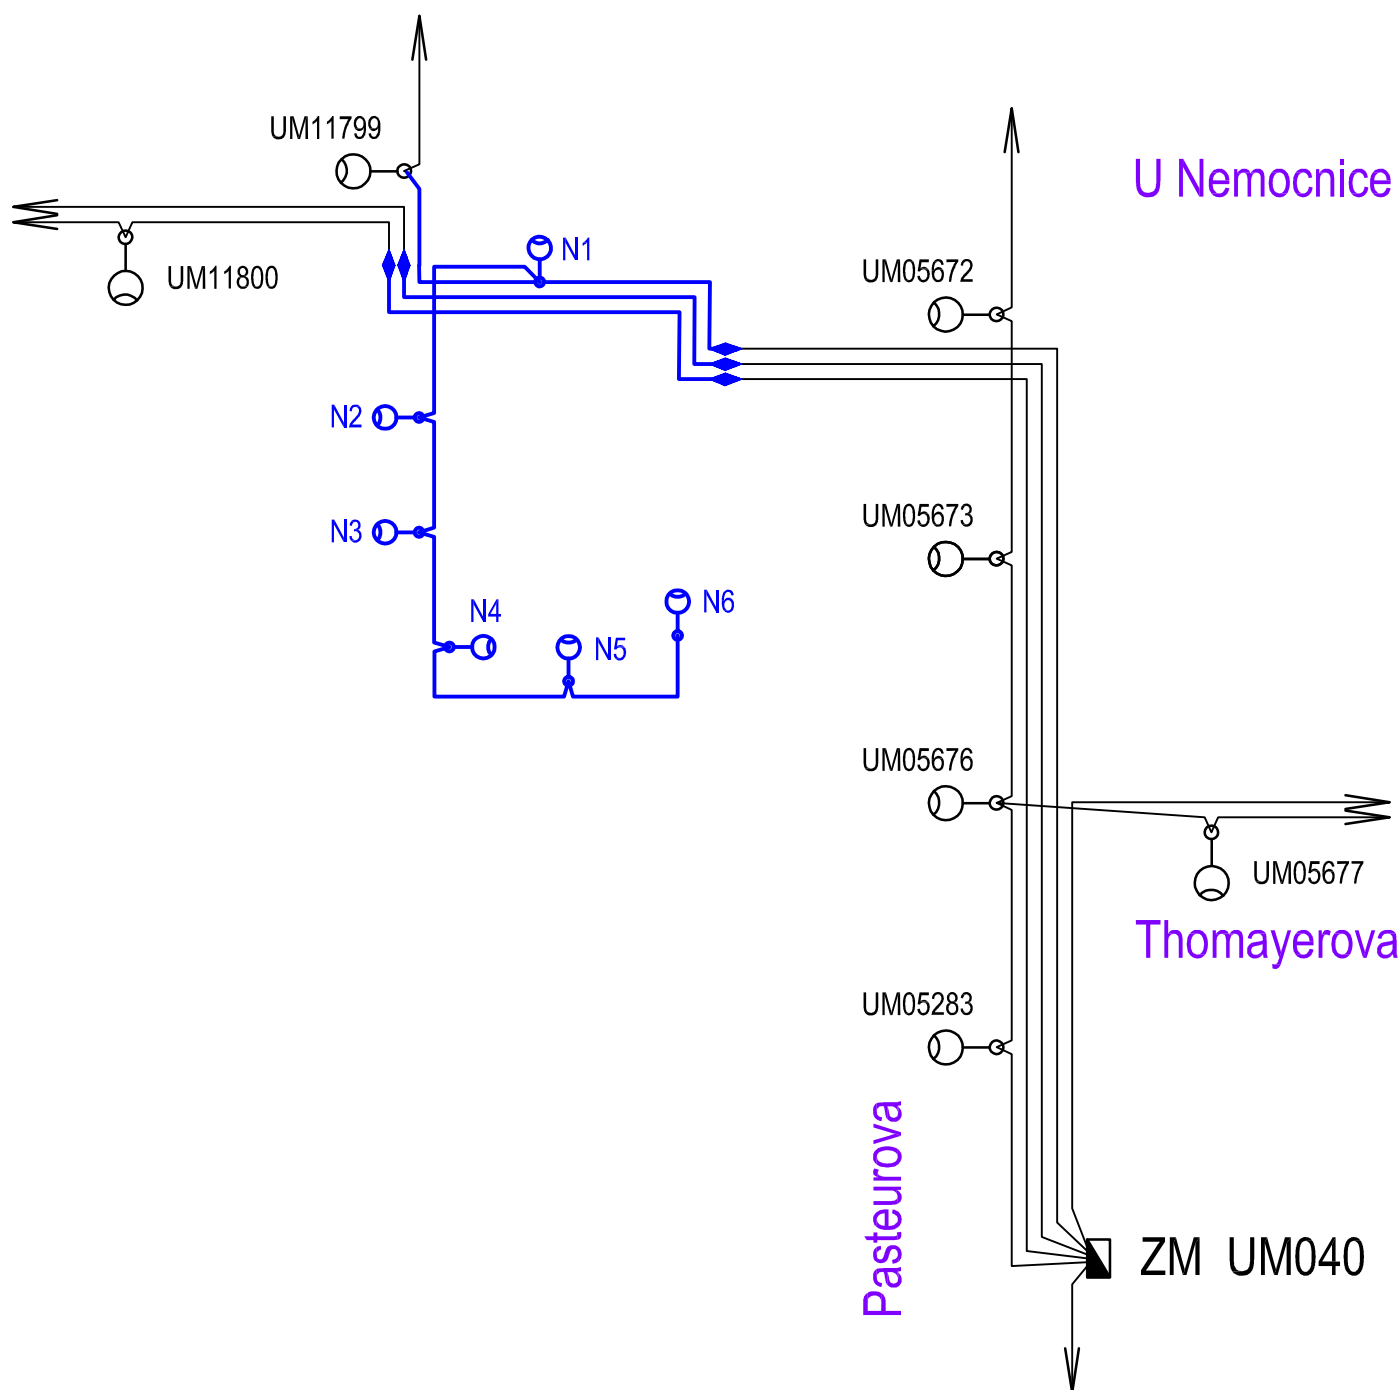 UM11799
U Nemocnice
N1
UM05672
UM11800
N2
UM05673
N3
N6
N4
N5
UM05676
UM05677
Thomayerova
UM05283
Pasteurova
ZM UM040